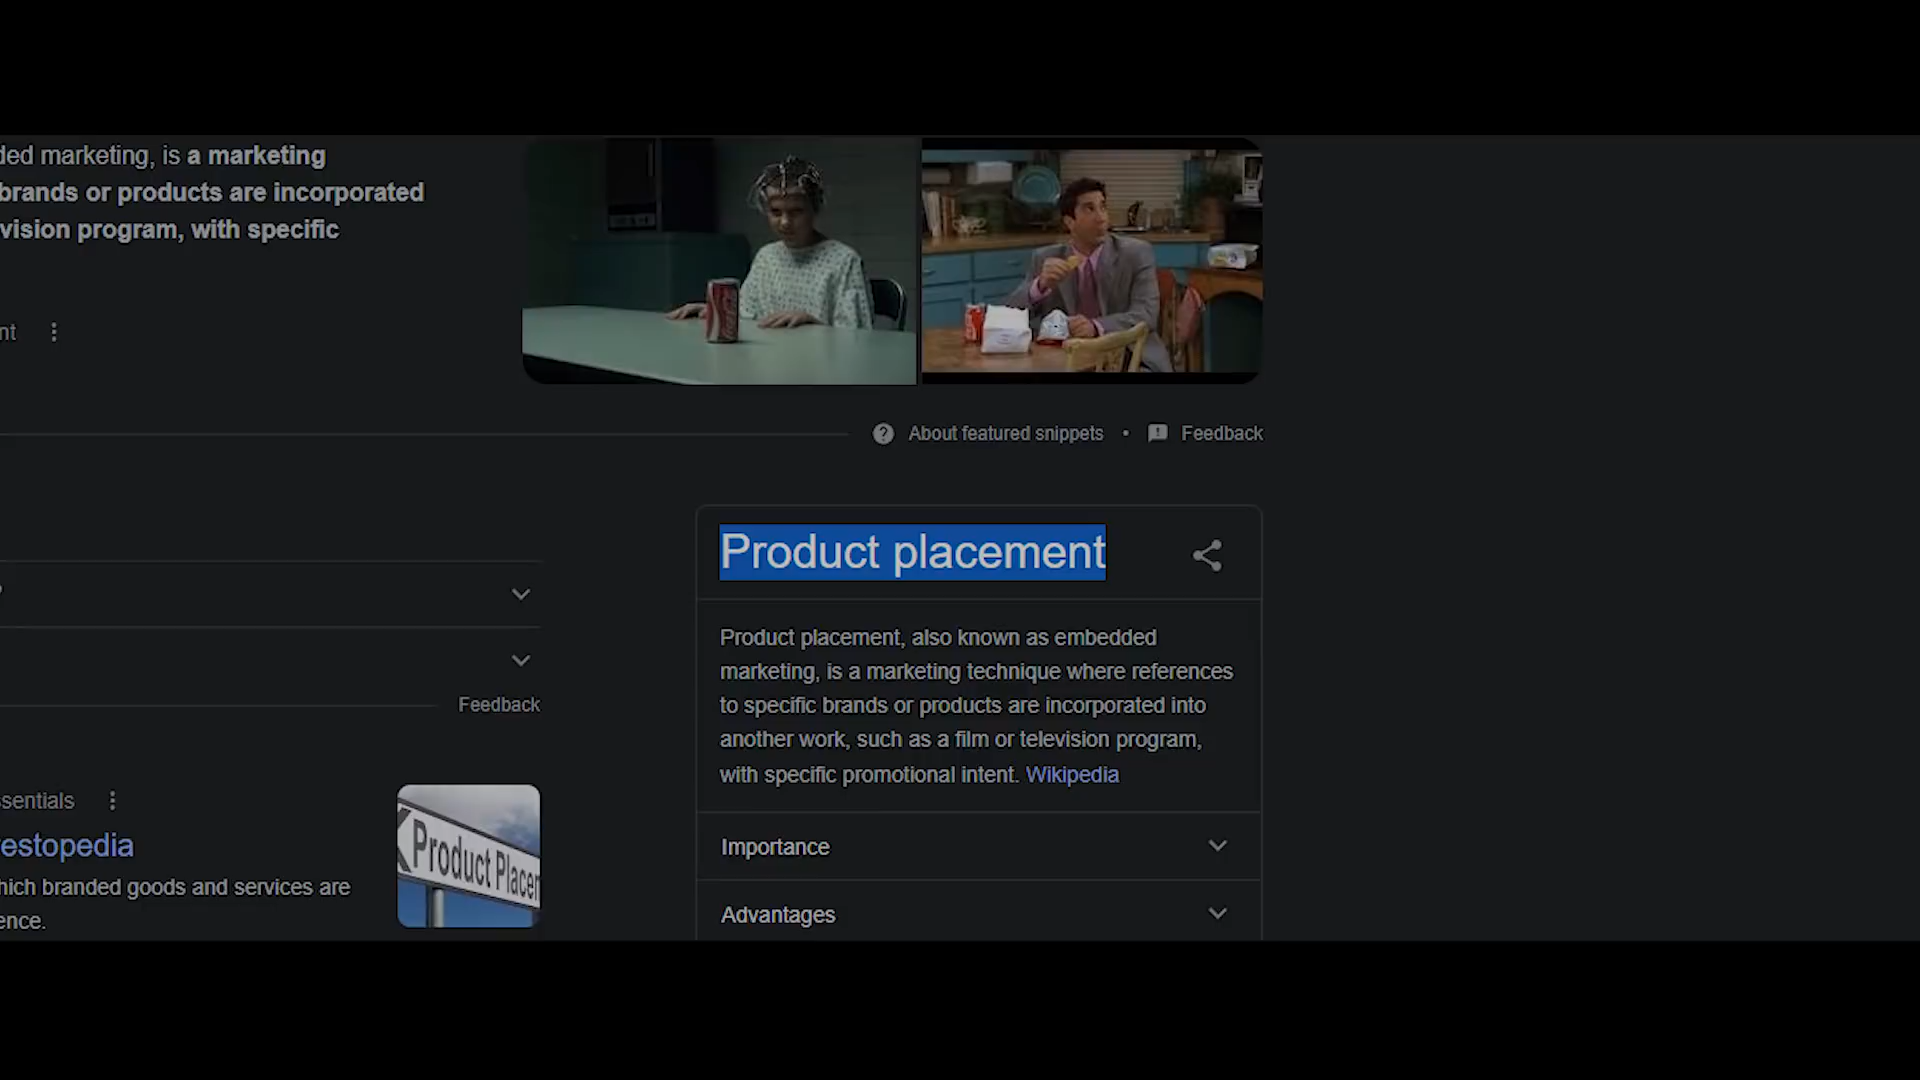 ded marketing, is a marketing
brands or products are incorporated
vision program, with specific
nt
About featured snippets • Feedback
Product placement
Product placement, also known as embedded
marketing, is a marketing technique where references
to specific brands or products are incorporated into
another work, such as a film or television program,
with specific promotional intent. Wikipedia
Importance
Advantages
Feedback
ssentials
estopedia
hich branded goods and services are
ence.
Product Placem